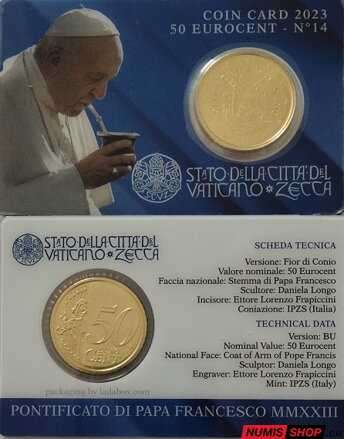 COIN CARD 2023
50 EUROCENT - N°14
STATO DELLA CITTÀ DEL
VATICANO * ZECCA
STATO DELLA CITTÀ DEL
VATICANO * ZECCA
SCHEDA TECNICA
Versione: Fior di Conio
Valore nominale: 50 Eurocent
Faccia nazionale: Stemma di Papa Francesco
Scultore: Daniela Longo
Incisore: Ettore Lorenzo Frapiccini
Coniazione: IPZS (Italia)
50
EURO
CENT
TECHNICAL DATA
Version: BU
Nominal Value: 50 Eurocent
National Face: Coat of Arm of Pope Francis
Sculptor: Daniela Longo
Engraver: Ettore Lorenzo Frapiccini
Mint: IPZS (Italy)
packaging by ladabox.com
PONTIFICATO DI PAPA FRANCESCO MMXXIII
NUMIS SHOP.CH